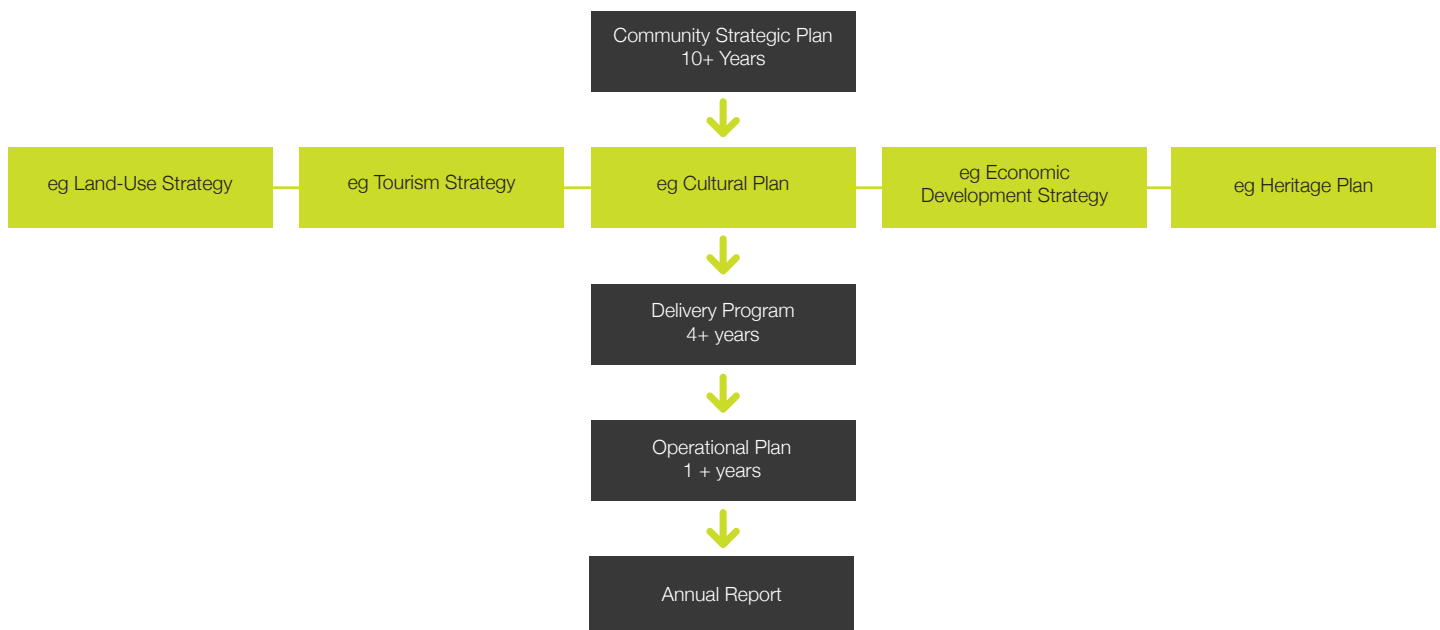 Community Strategic Plan
10+ Years
eg Land-Use Strategy
eg Tourism Strategy
eg Cultural Plan
eg Economic
Development Strategy
eg Heritage Plan
Delivery Program
4+ years
Operational Plan
1 + years
Annual Report